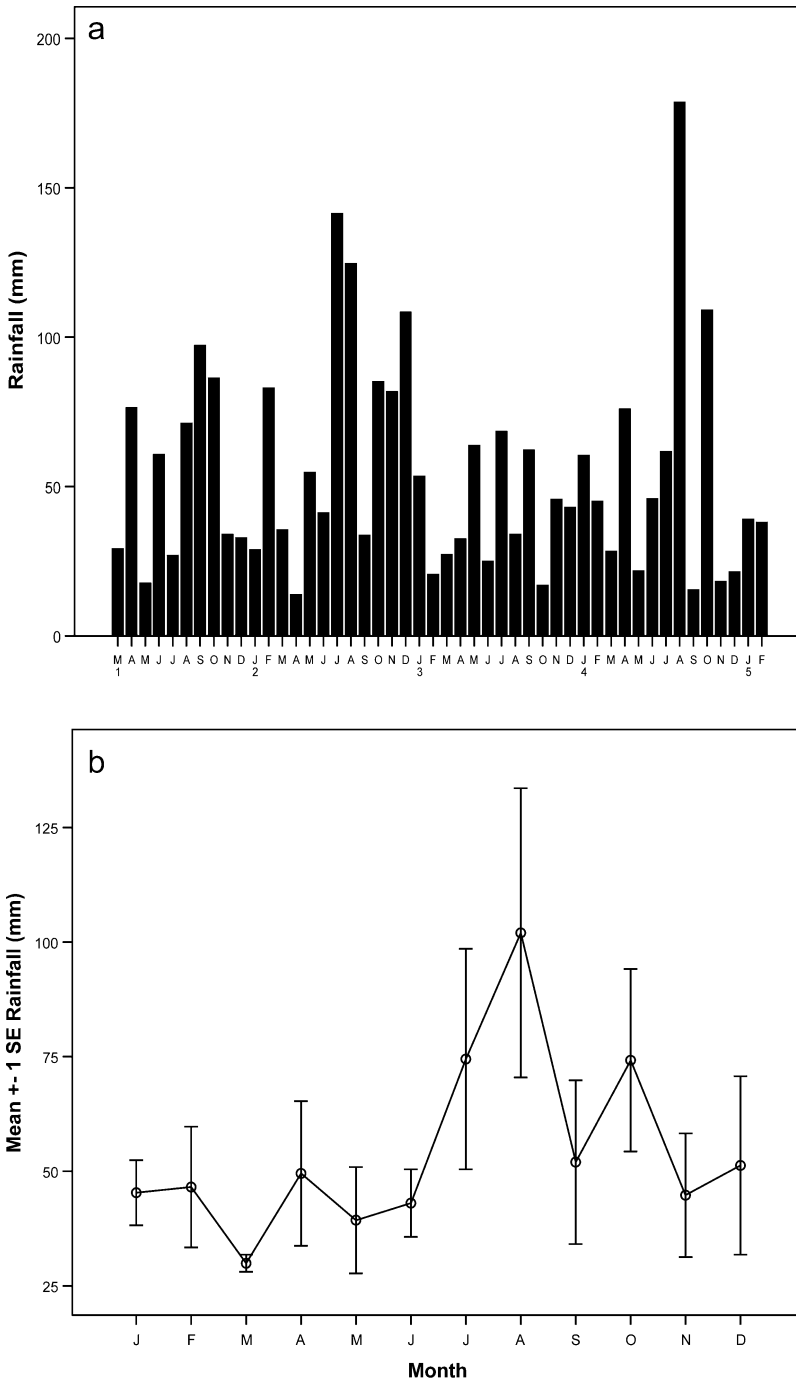 a
200
150
100
50
0
Rainfall (mm)
M A M J J A S O N D J F M A M J J A S O N D J F M A M J J A S O N D J F M A M J J A S O N D J F
1 2 3 4 5
b
125
100
75
50
25
Mean +- 1 SE Rainfall (mm)
J F M A M J J A S O N D
Month